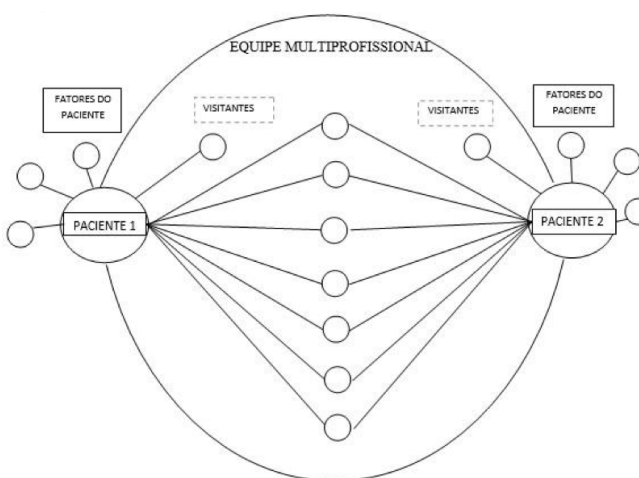 EQUIPE MULTIPROFISSIONAL
FATORES DO
PACIENTE
VISITANTES
VISITANTES
FATORES DO
PACIENTE
PACIENTE 1
PACIENTE 2